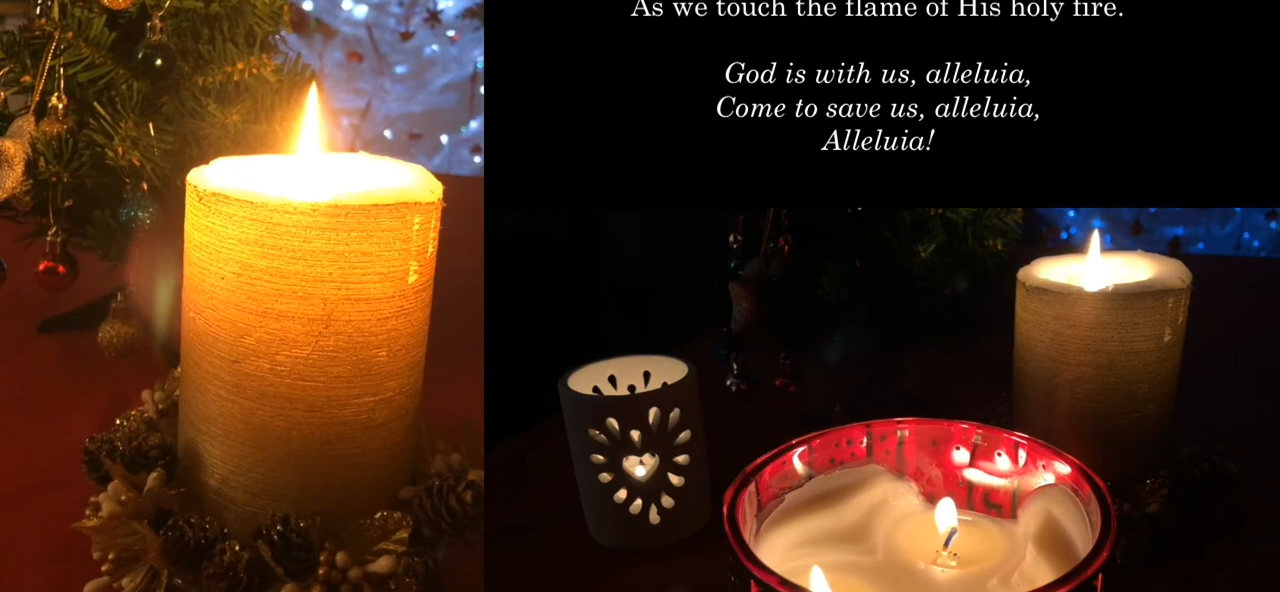 As we touch the flame of His holy fire.
God is with us, alleluia,
Come to save us, alleluia,
Alleluia!